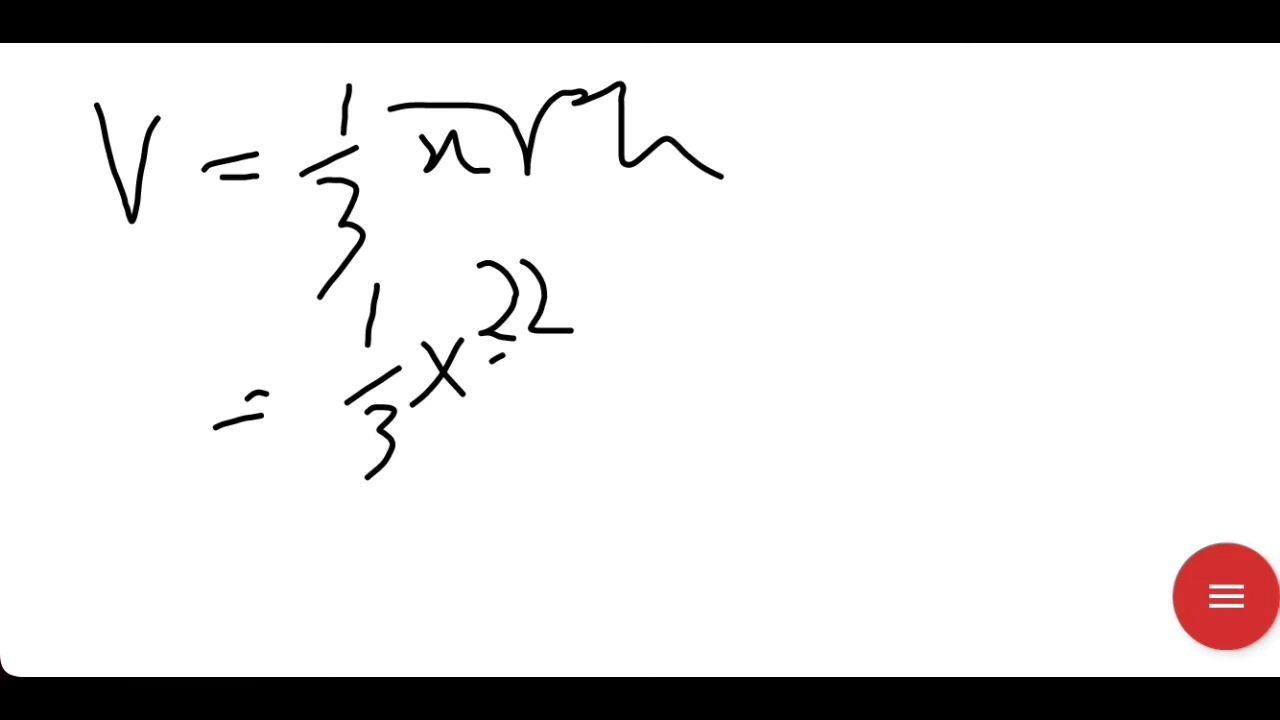 V = 1/3 πrh
= 1/3 x 22